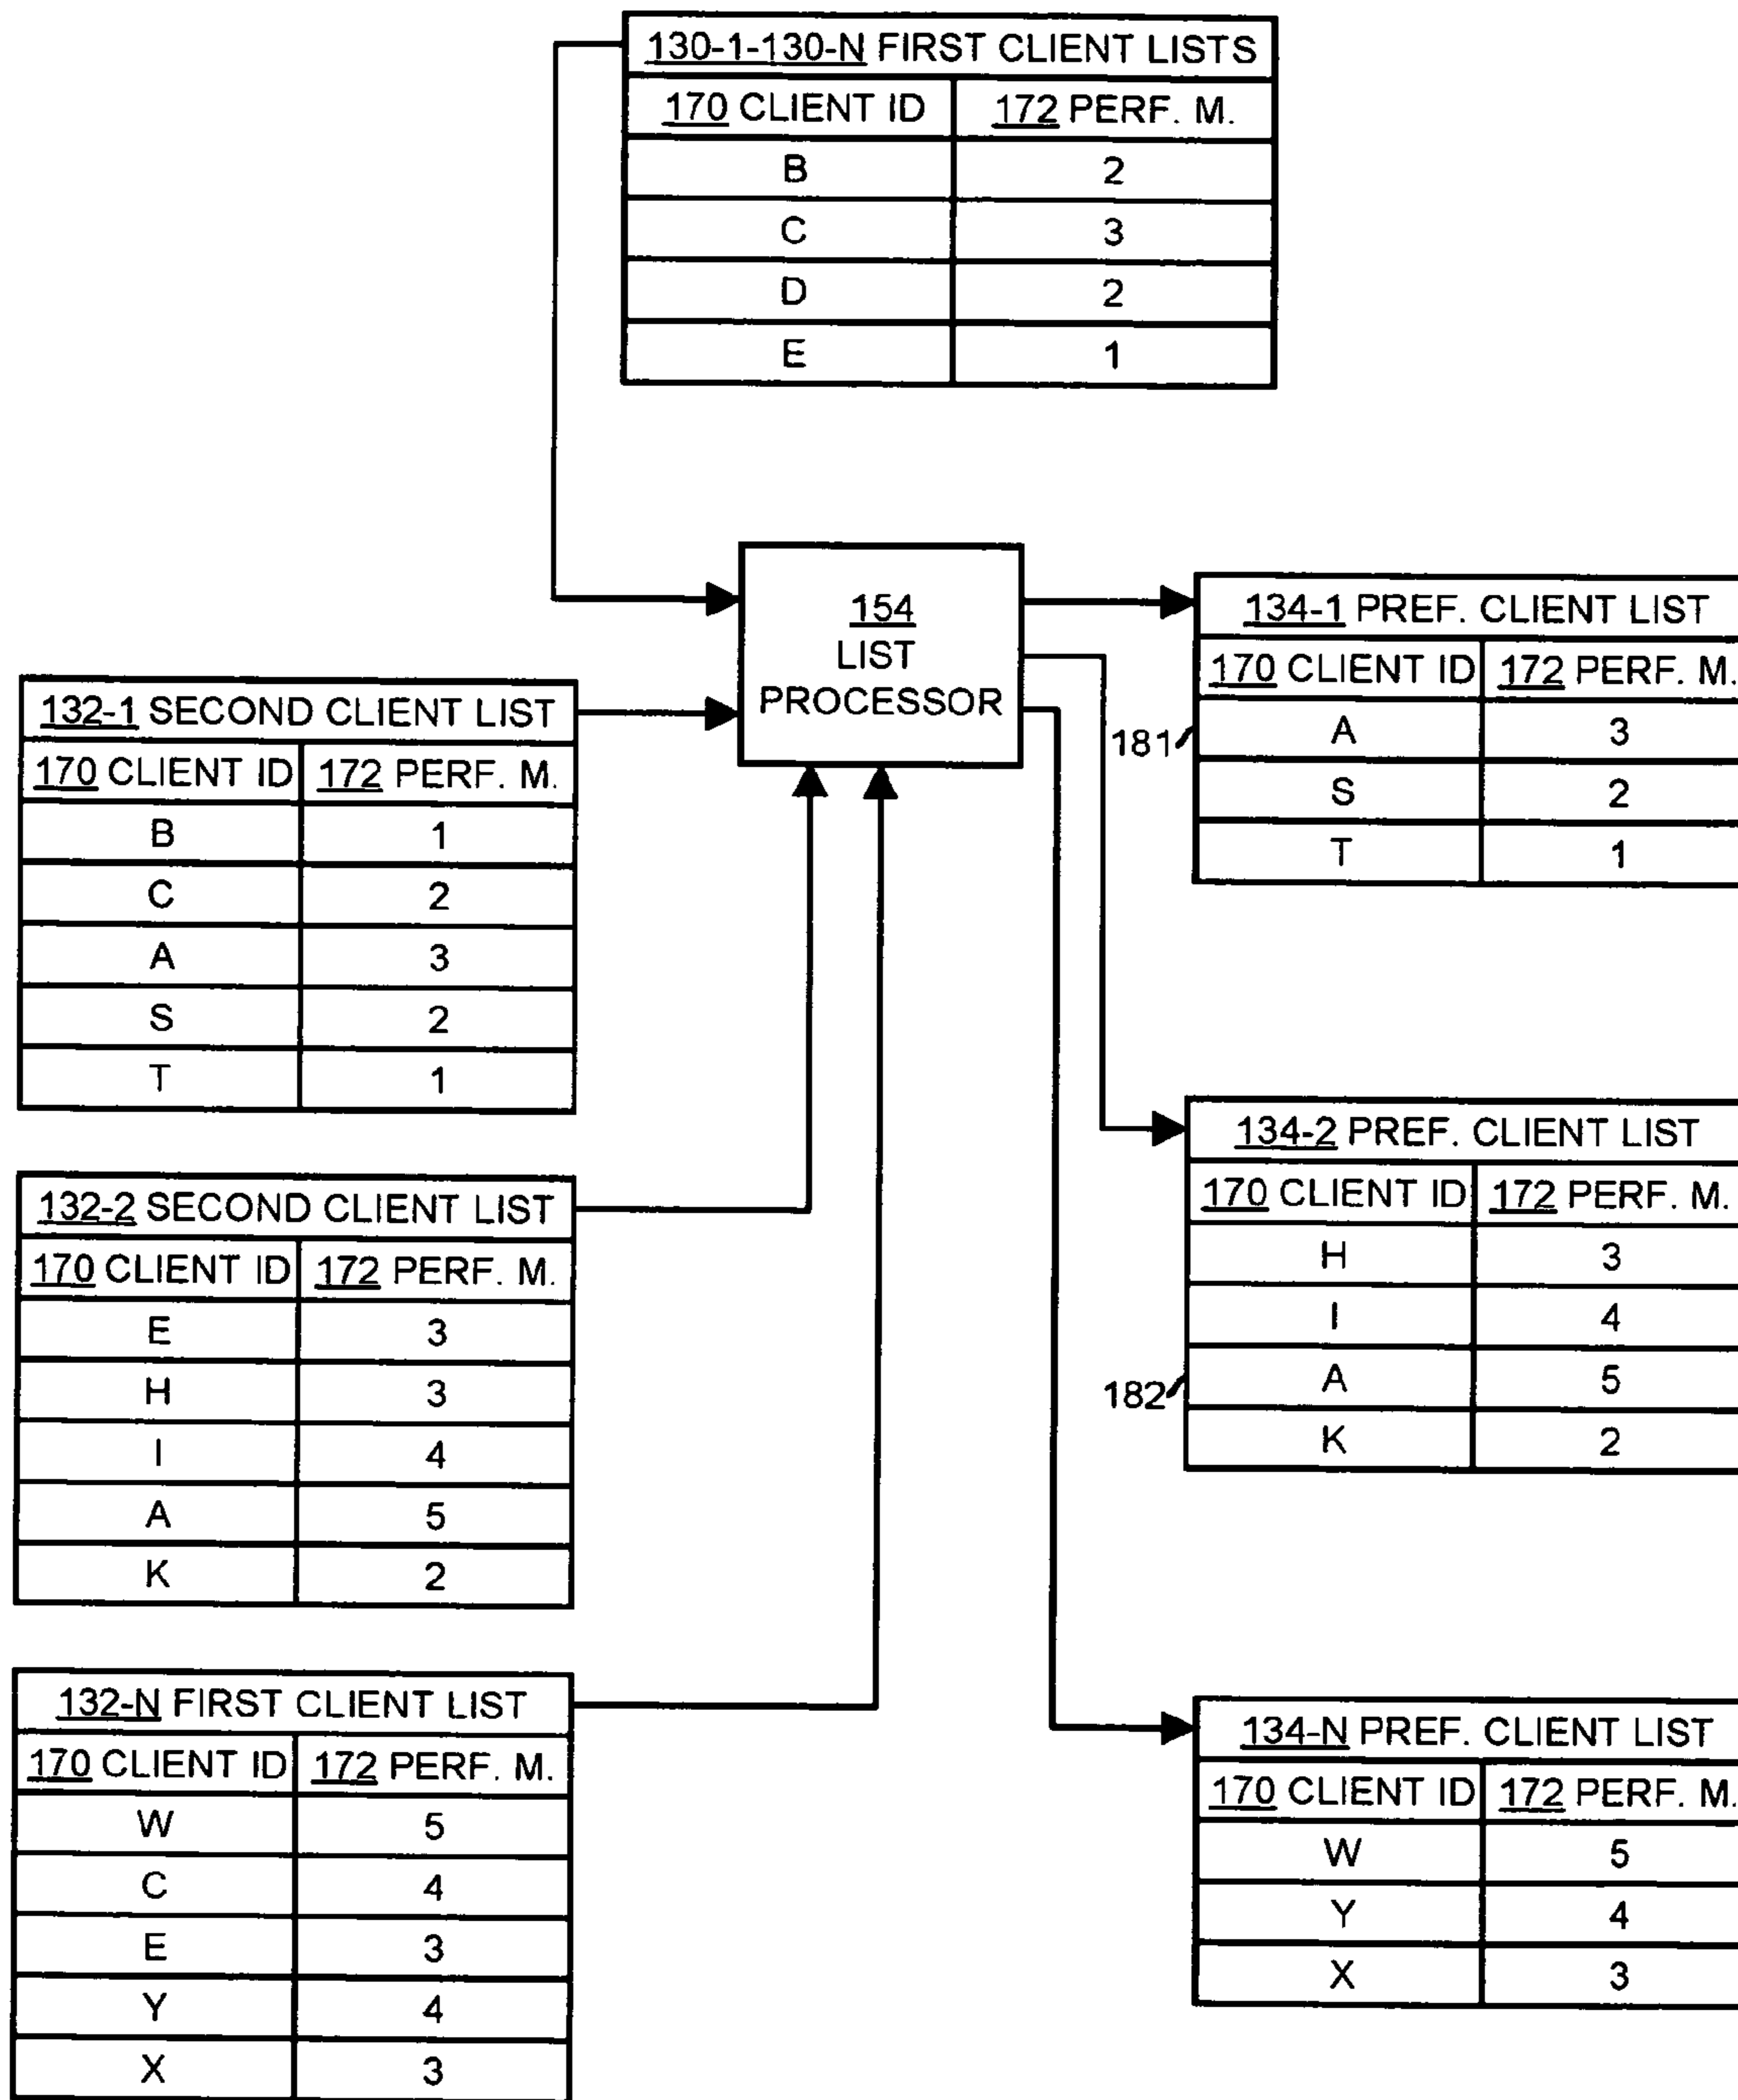 130-1-130-N FIRST CLIENT LISTS
170 CLIENT ID 172 PERF. M.
B 2
C 3
D 2
E 1
154
LIST
PROCESSOR
132-1 SECOND CLIENT LIST
170 CLIENT ID 172 PERF. M.
B 1
C 2
A 3
S 2
T 1
132-2 SECOND CLIENT LIST
170 CLIENT ID 172 PERF. M.
E 3
H 3
I 4
A 5
K 2
132-N FIRST CLIENT LIST
170 CLIENT ID 172 PERF. M.
W 5
C 4
E 3
Y 4
X 3
134-1 PREF. CLIENT LIST
170 CLIENT ID 172 PERF. M.
181 A 3
S 2
T 1
134-2 PREF. CLIENT LIST
170 CLIENT ID 172 PERF. M.
H 3
I 4
182 A 5
K 2
134-N PREF. CLIENT LIST
170 CLIENT ID 172 PERF. M.
W 5
Y 4
X 3